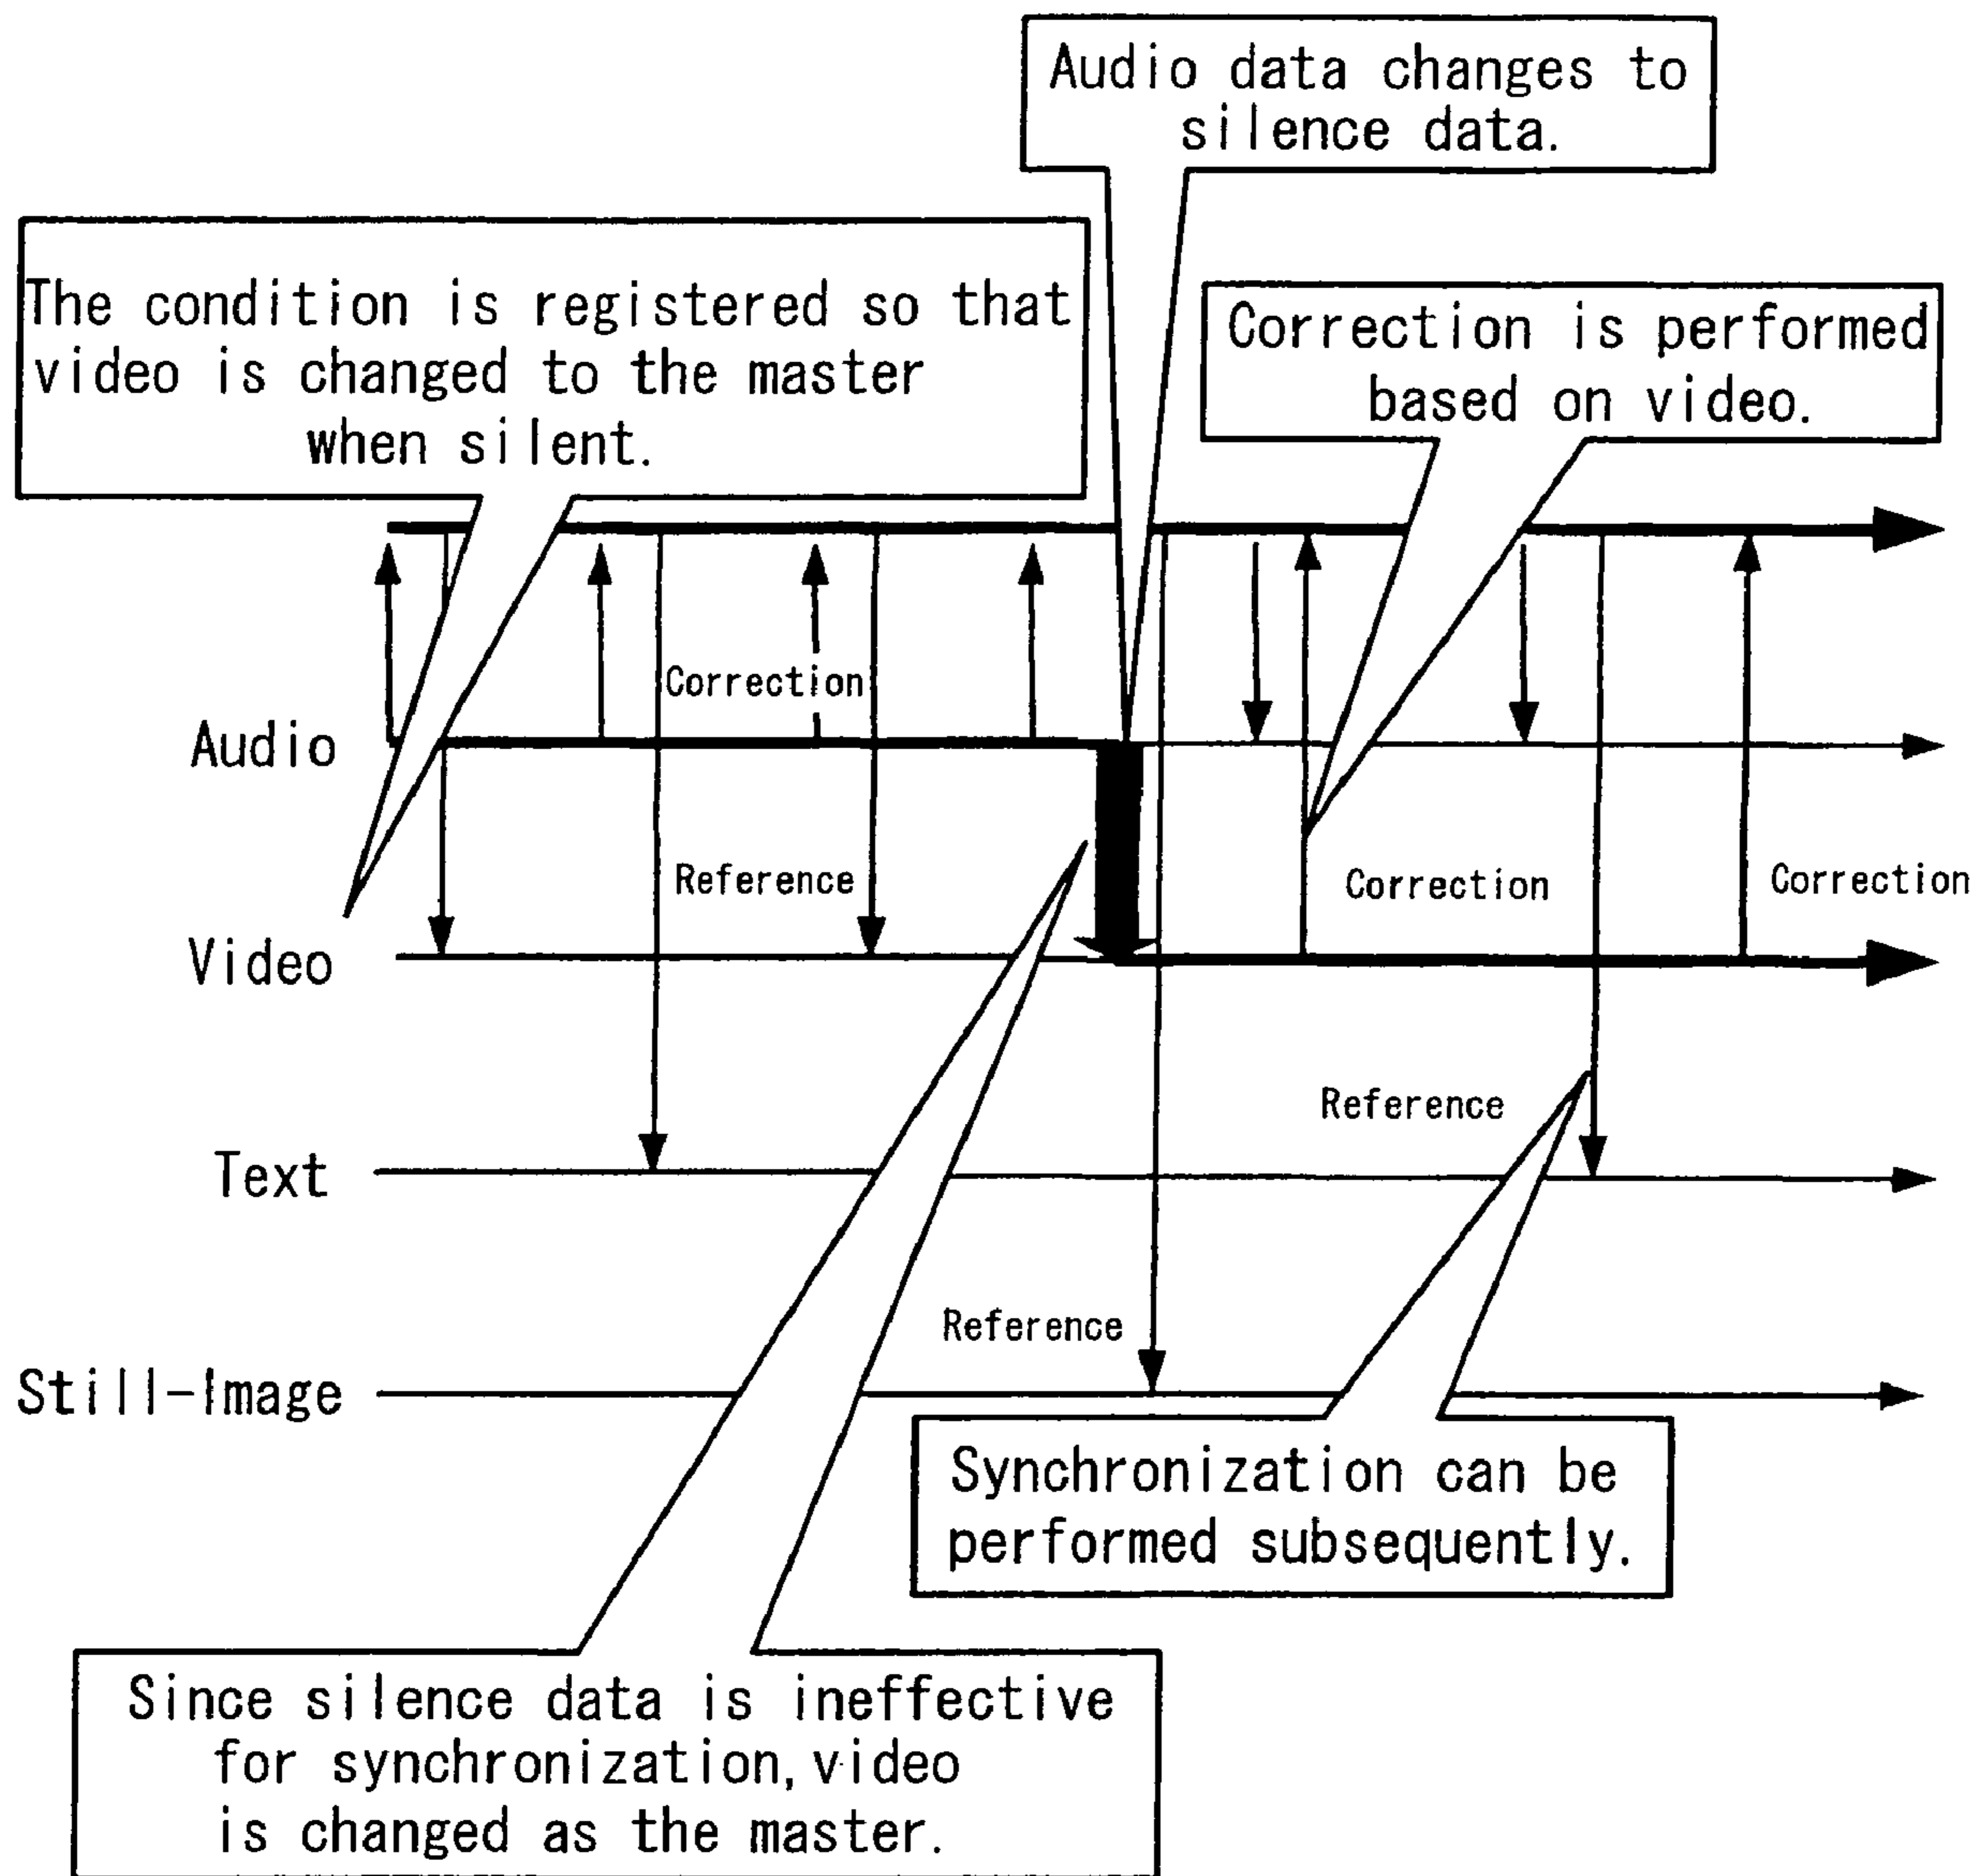 Audio data changes to
silence data.
The condition is registered so that
video is changed to the master
when silent.
Correction is performed
based on video.
Correction
Audio
Reference
Correction
Correction
Video
Reference
Text
Reference
Still-Image
Synchronization can be
performed subsequently.
Since silence data is ineffective
for synchronization, video
is changed as the master.